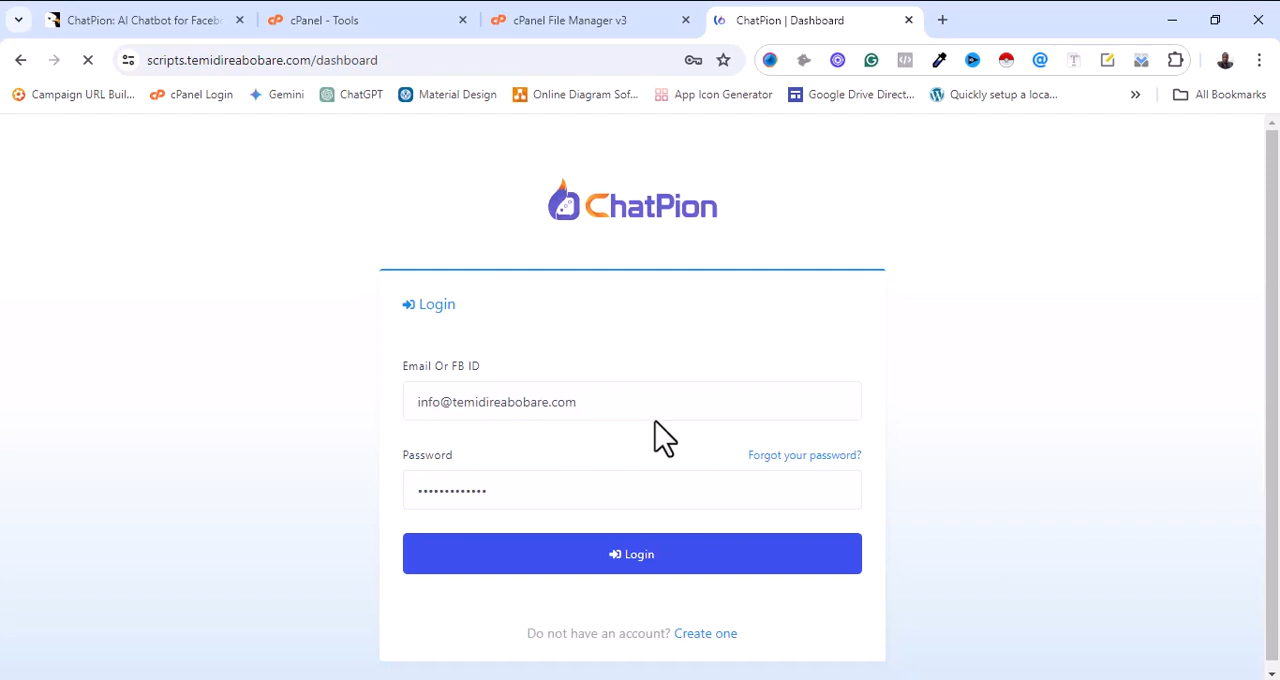 ChatPion: AI Chatbot for Faceb
cPanel - Tools
cPanel File Manager v3
ChatPion | Dashboard
scripts.temidireabobare.com/dashboard
Campaign URL Buil...
cPanel Login
Gemini
ChatGPT
Material Design
Online Diagram Sof...
App Icon Generator
Google Drive Direct...
Quickly setup a loca...
All Bookmarks
ChatPion
Login
Email Or FB ID
info@temidireabobare.com
Password
Forgot your password?
•••••••••••••
Login
Do not have an account? Create one